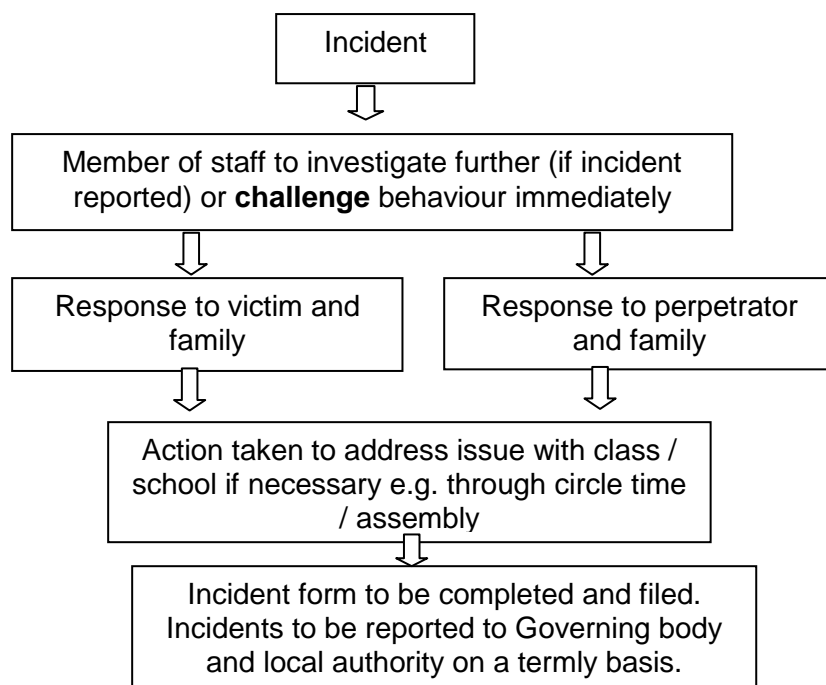 Incident
Member of staff to investigate further (if incident
reported) or challenge behaviour immediately
Response to victim and
family
Response to perpetrator
and family
Action taken to address issue with class /
school if necessary e.g. through circle time
/ assembly
Incident form to be completed and filed.
Incidents to be reported to Governing body
and local authority on a termly basis.